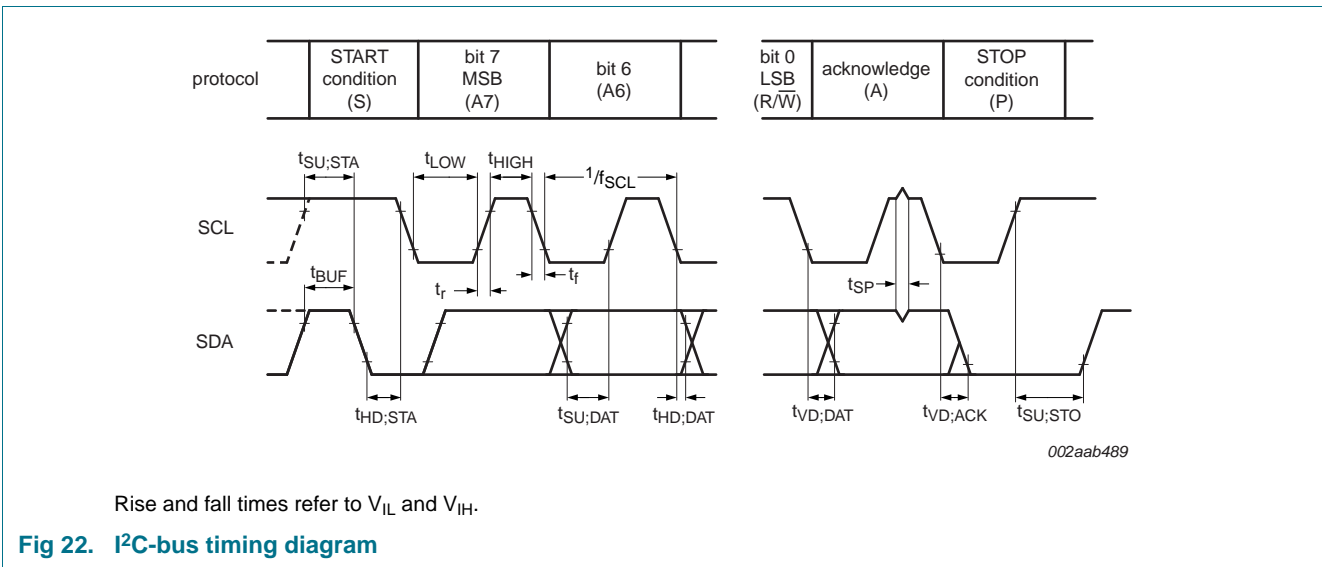 protocol
START
condition
(S)
bit 7
MSB
(A7)
bit 6
(A6)
bit 0
LSB
(R/W̅)
acknowledge
(A)
STOP
condition
(P)
tSU;STA
tLOW
tHIGH
1/fSCL
SCL
tBUF
tr
tf
tSP
SDA
tHD;STA
tSU;DAT
tHD;DAT
tVD;DAT
tVD;ACK
tSU;STO
002aab489
Rise and fall times refer to VIL and VIH.
Fig 22. I²C-bus timing diagram